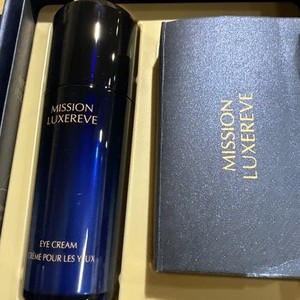 MISSION
LUXEREVE
EYE CREAM
CRÈME POUR LES YEUX
MISSION
LUXEREVE